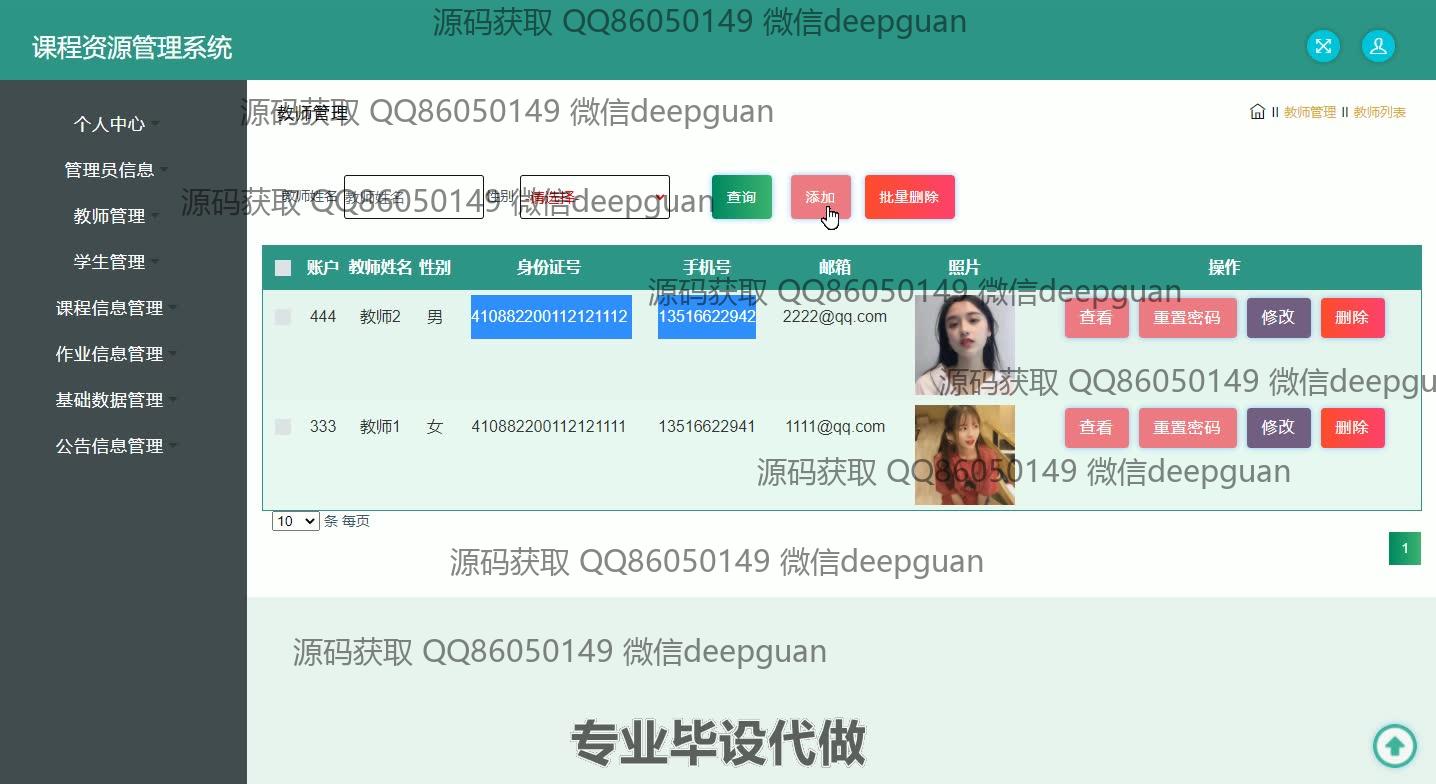 源码获取 QQ86050149 微信deepguan
课程资源管理系统
个人中心
管理员信息
教师管理
学生管理
课程信息管理
作业信息管理
基础数据管理
公告信息管理
源码获取 QQ86050149 微信deepguan
教师管理
II 教师管理 II 教师列表
源码获取 QQ86050149 微信deepguan
教师姓名 教师姓名 性别 -请选择- 查询 添加 批量删除
账户 教师姓名 性别 身份证号 手机号 邮箱 照片 操作
源码获取 QQ86050149 微信deepguan
444 教师2 男 410882200112121112 13516622942 2222@qq.com 查看 重置密码 修改 删除
源码获取 QQ86050149 微信deepgu
333 教师1 女 410882200112121111 13516622941 1111@qq.com 查看 重置密码 修改 删除
源码获取 QQ86050149 微信deepguan
10 条 每页
1
源码获取 QQ86050149 微信deepguan
源码获取 QQ86050149 微信deepguan
专业毕设代做